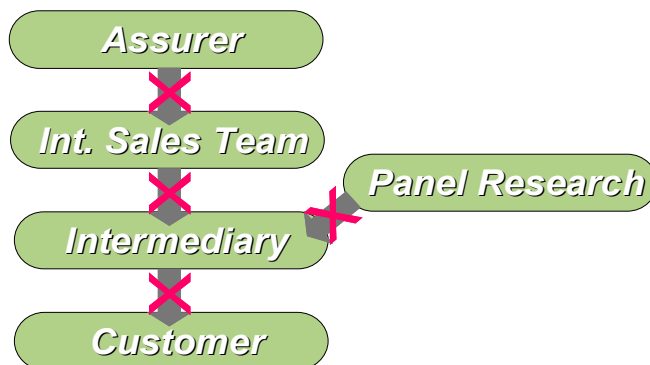 Assurer
Int. Sales Team
Panel Research
Intermediary
Customer